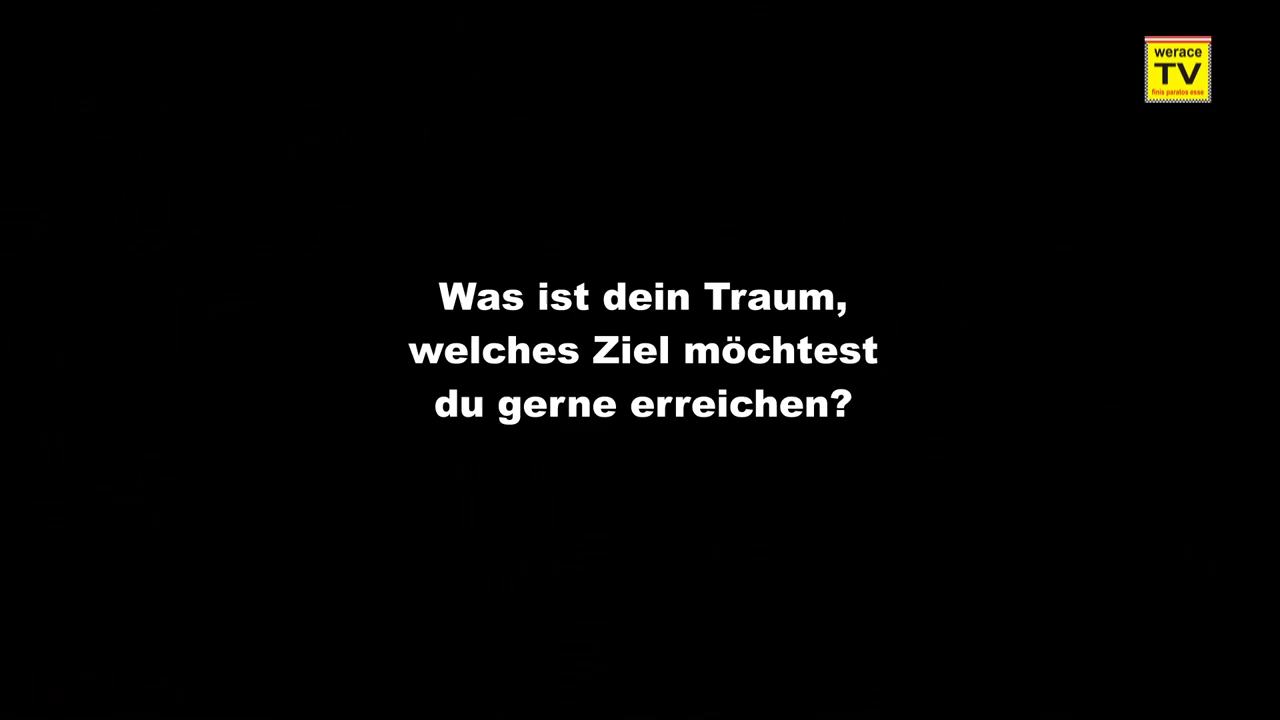 werace
TV
finis paratos esse
Was ist dein Traum,
welches Ziel möchtest
du gerne erreichen?